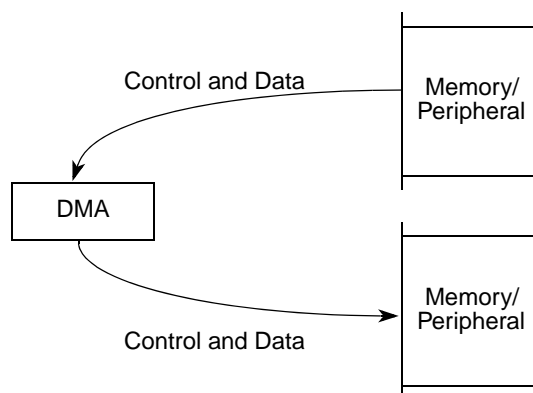 Control and Data
Memory/
Peripheral
DMA
Memory/
Peripheral
Control and Data